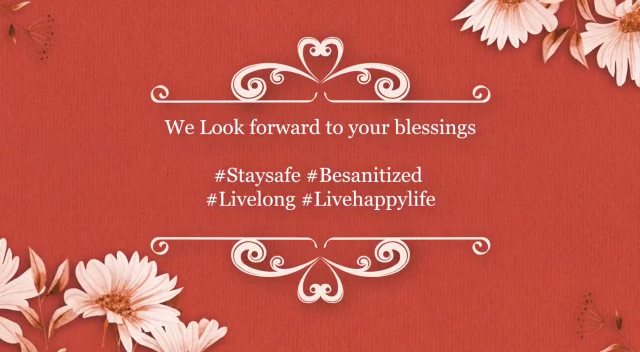 We Look forward to your blessings
#Staysafe #Besanitized
#Livelong #Livehappylife